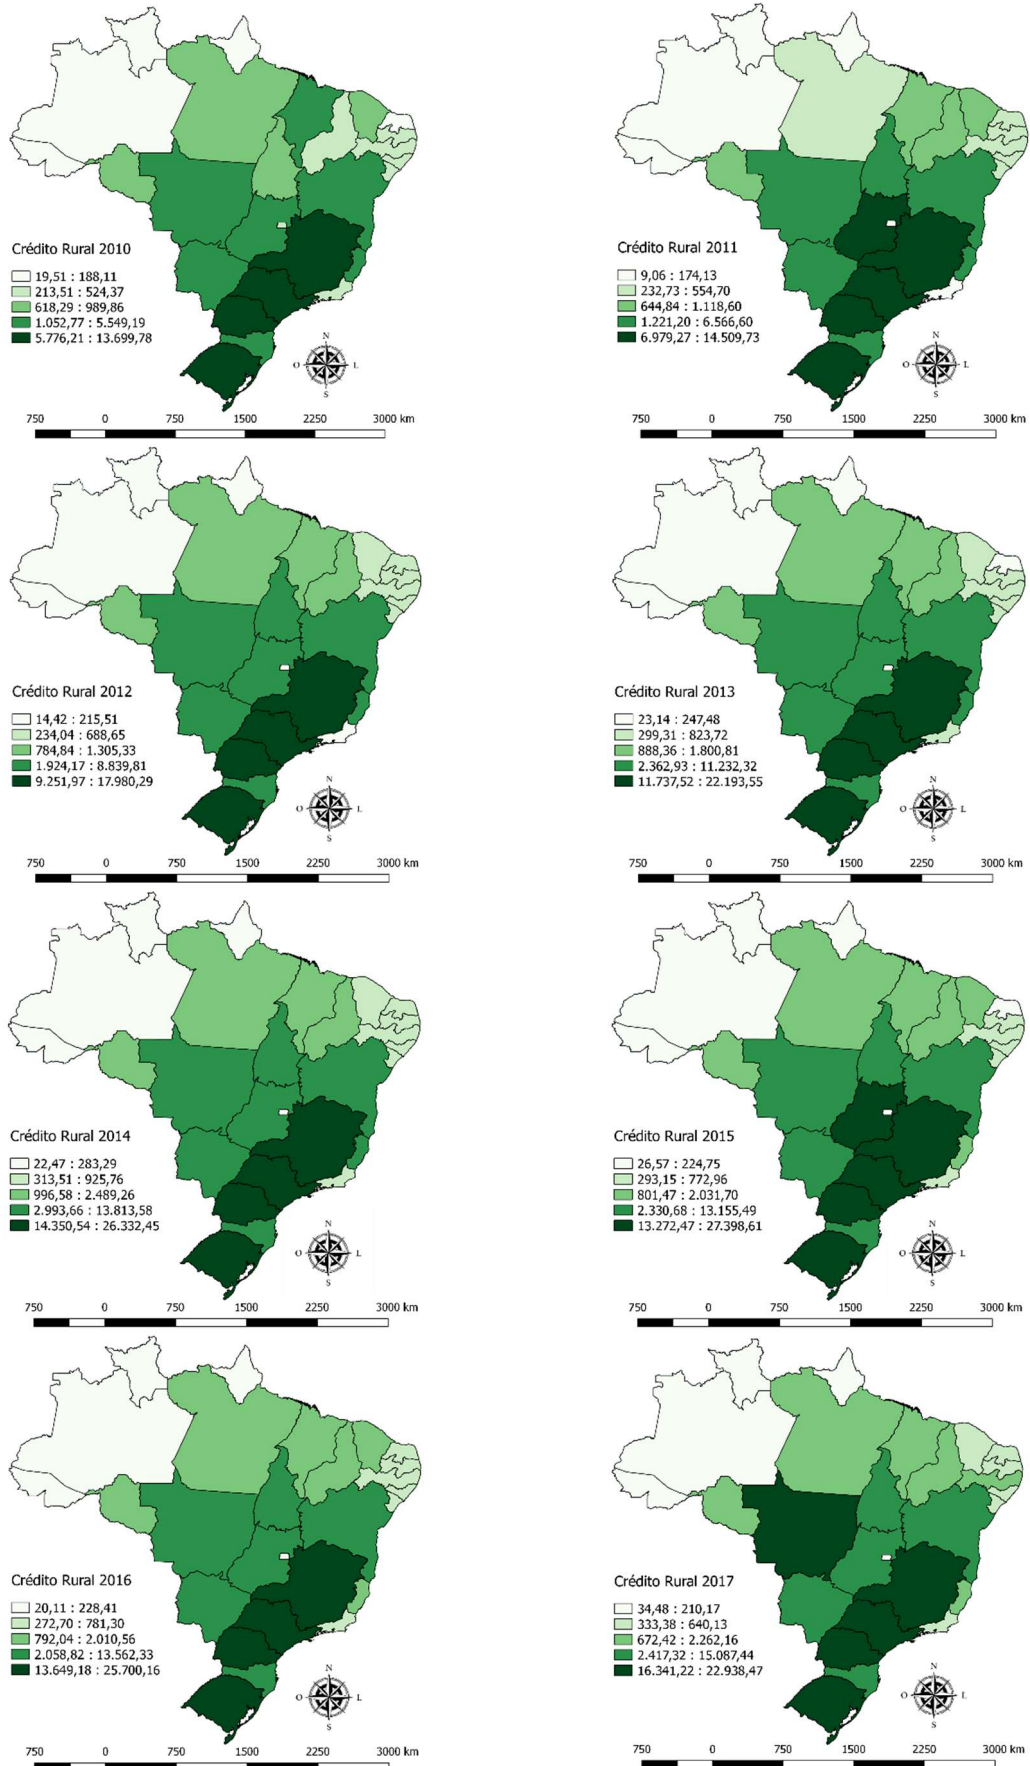 Crédito Rural 2010
19,51 : 188,11
213,51 : 524,37
618,29 : 989,86
1.052,77 : 5.549,19
5.776,21 : 13.699,78
N
O
L
S
750 0 750 1500 2250 3000 km
Crédito Rural 2011
9,06 : 174,13
232,73 : 554,70
644,84 : 1.118,60
1.221,20 : 6.566,60
6.979,27 : 14.509,73
N
O
L
S
750 0 750 1500 2250 3000 km
Crédito Rural 2012
14,42 : 215,51
234,04 : 688,65
784,84 : 1.305,33
1.924,17 : 8.839,81
9.251,97 : 17.980,29
N
O
L
S
750 0 750 1500 2250 3000 km
Crédito Rural 2013
23,14 : 247,48
299,31 : 823,72
888,36 : 1.800,81
2.362,93 : 11.232,32
11.737,52 : 22.193,55
N
O
L
S
750 0 750 1500 2250 3000 km
Crédito Rural 2014
22,47 : 283,29
313,51 : 925,76
996,58 : 2.489,26
2.993,66 : 13.813,58
14.350,54 : 26.332,45
N
O
L
S
750 0 750 1500 2250 3000 km
Crédito Rural 2015
26,57 : 224,75
293,15 : 772,96
801,47 : 2.031,70
2.330,68 : 13.155,49
13.272,47 : 27.398,61
N
O
L
S
750 0 750 1500 2250 3000 km
Crédito Rural 2016
20,11 : 228,41
272,70 : 781,30
792,04 : 2.010,56
2.058,82 : 13.562,33
13.649,18 : 25.700,16
N
O
L
S
750 0 750 1500 2250 3000 km
Crédito Rural 2017
34,48 : 210,17
333,38 : 640,13
672,42 : 2.262,16
2.417,32 : 15.087,44
16.341,22 : 22.938,47
N
O
L
S
750 0 750 1500 2250 3000 km